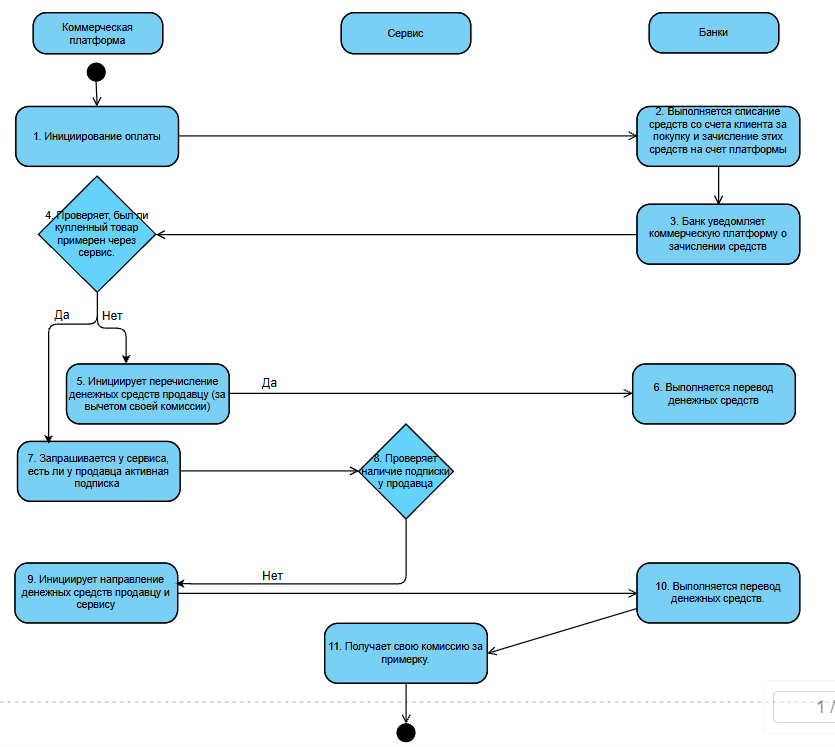 Коммерческая
платформа
Сервис
Банки
1. Инициирование оплаты
2. Выполняется списание
средств со счета клиента за
покупку и зачисление этих
средств на счет платформы
4. Проверяет, был ли
купленный товар
примерен через
сервис.
3. Банк уведомляет
коммерческую платформу о
зачислении средств
Да
Нет
5. Инициирует перечисление
денежных средств продавцу (за
вычетом своей комиссии)
Да
6. Выполняется перевод
денежных средств
7. Запрашивается у сервиса,
есть ли у продавца активная
подписка
8. Проверяет
наличие подписки
у продавца
9. Инициирует направление
денежных средств продавцу и
сервису
Нет
10. Выполняется перевод
денежных средств.
11. Получает свою комиссию за
примерку.
1 /